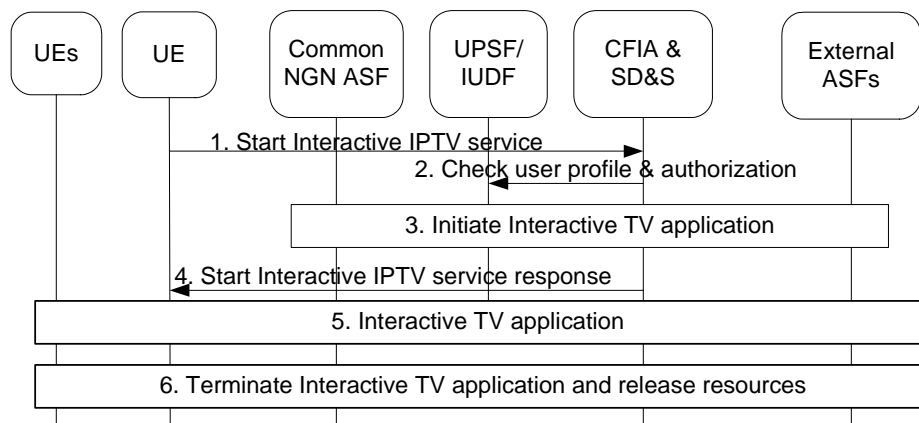 UEs
UE
Common
NGN ASF
UPSF/
IUDF
CFIA &
SD&S
External
ASFs
1. Start Interactive IPTV service
2. Check user profile & authorization
3. Initiate Interactive TV application
4. Start Interactive IPTV service response
5. Interactive TV application
6. Terminate Interactive TV application and release resources